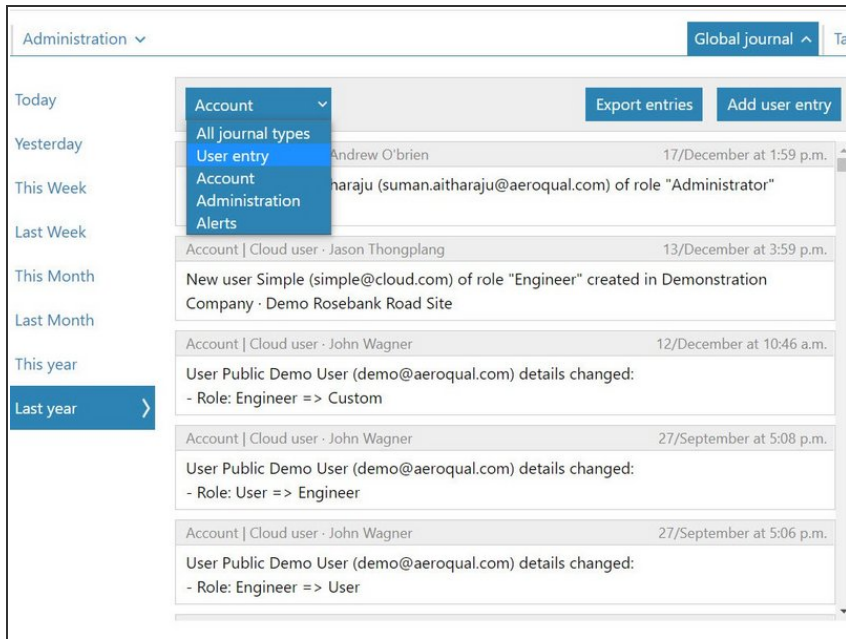 Administration
Global journal
Today
Yesterday
This Week
Last Week
This Month
Last Month
This year
Last year
Account
Export entries
Add user entry
All journal types
User entry
Account
Administration
Alerts
Andrew O'brien
17/December at 1:59 p.m.
(suman.aitharaju@aeroqual.com) of role "Administrator"
Account | Cloud user · Jason Thongplang
13/December at 3:59 p.m.
New user Simple (simple@cloud.com) of role "Engineer" created in Demonstration
Company · Demo Rosebank Road Site
Account | Cloud user · John Wagner
12/December at 10:46 a.m.
User Public Demo User (demo@aeroqual.com) details changed:
- Role: Engineer => Custom
Account | Cloud user · John Wagner
27/September at 5:08 p.m.
User Public Demo User (demo@aeroqual.com) details changed:
- Role: User => Engineer
Account | Cloud user · John Wagner
27/September at 5:06 p.m.
User Public Demo User (demo@aeroqual.com) details changed:
- Role: Engineer => User